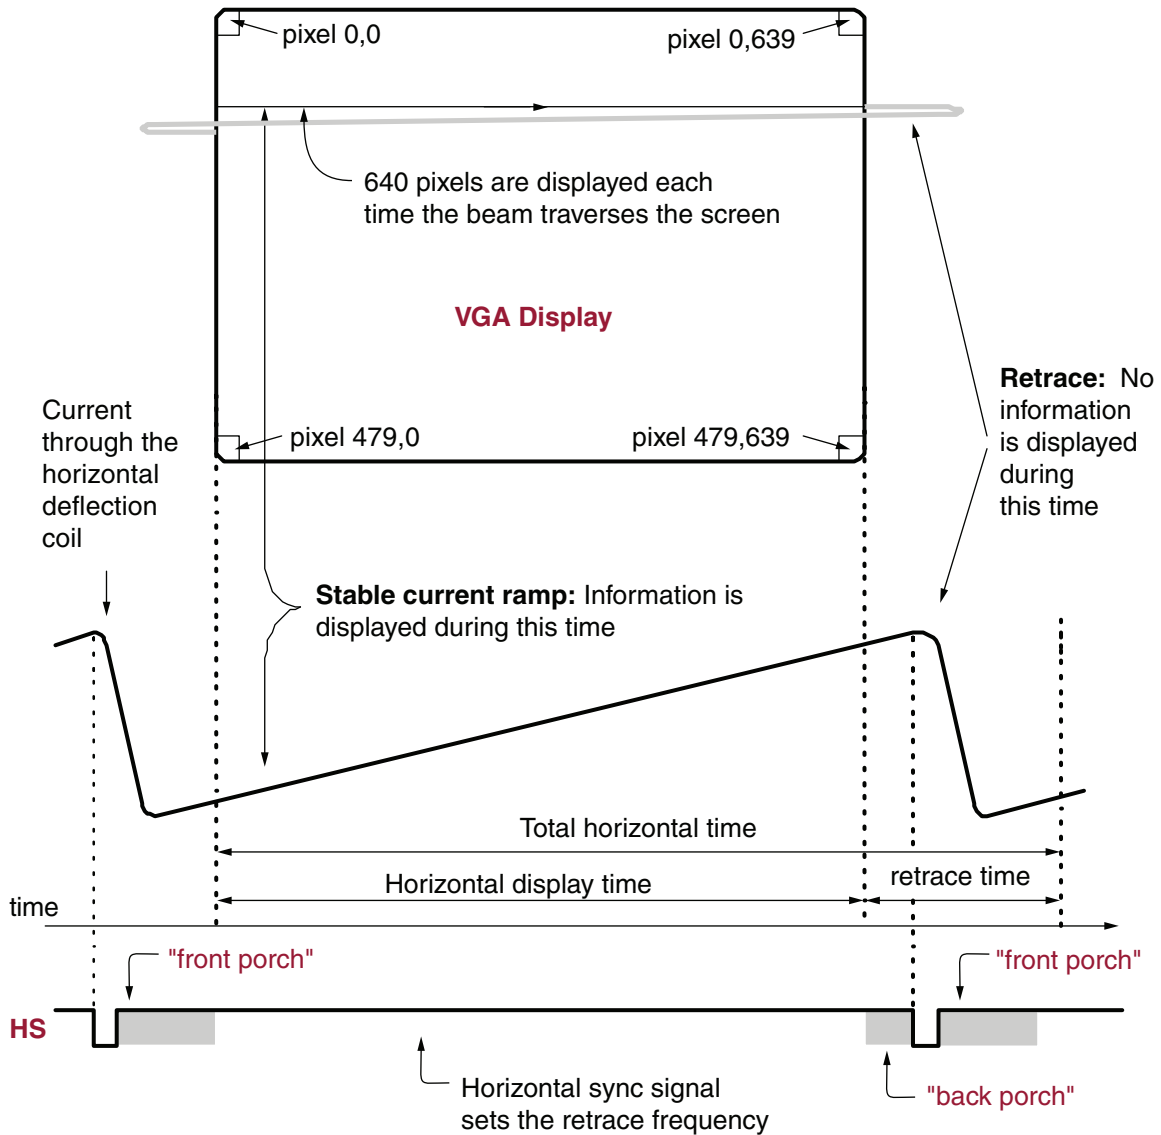 pixel 0,0
pixel 0,639
640 pixels are displayed each
time the beam traverses the screen
VGA Display
Retrace: No
information
is displayed
during
this time
Current
through the
horizontal
deflection
coil
pixel 479,0
pixel 479,639
Stable current ramp: Information is
displayed during this time
Total horizontal time
Horizontal display time
retrace time
time
"front porch"
"front porch"
HS
Horizontal sync signal
sets the retrace frequency
"back porch"